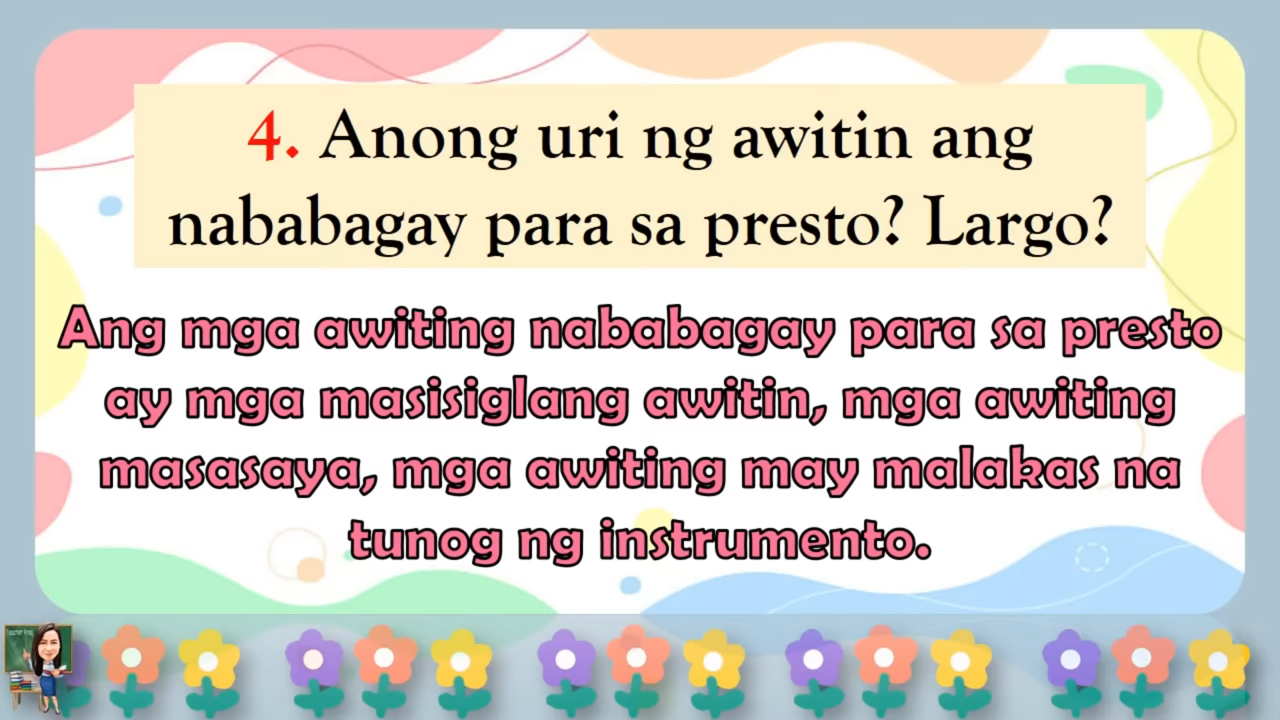 4. Anong uri ng awitin ang
nababagay para sa presto? Largo?
Ang mga awiting nababagay para sa presto
ay mga masisiglang awitin, mga awiting
masasaya, mga awiting may malakas na
tunog ng instrumento.